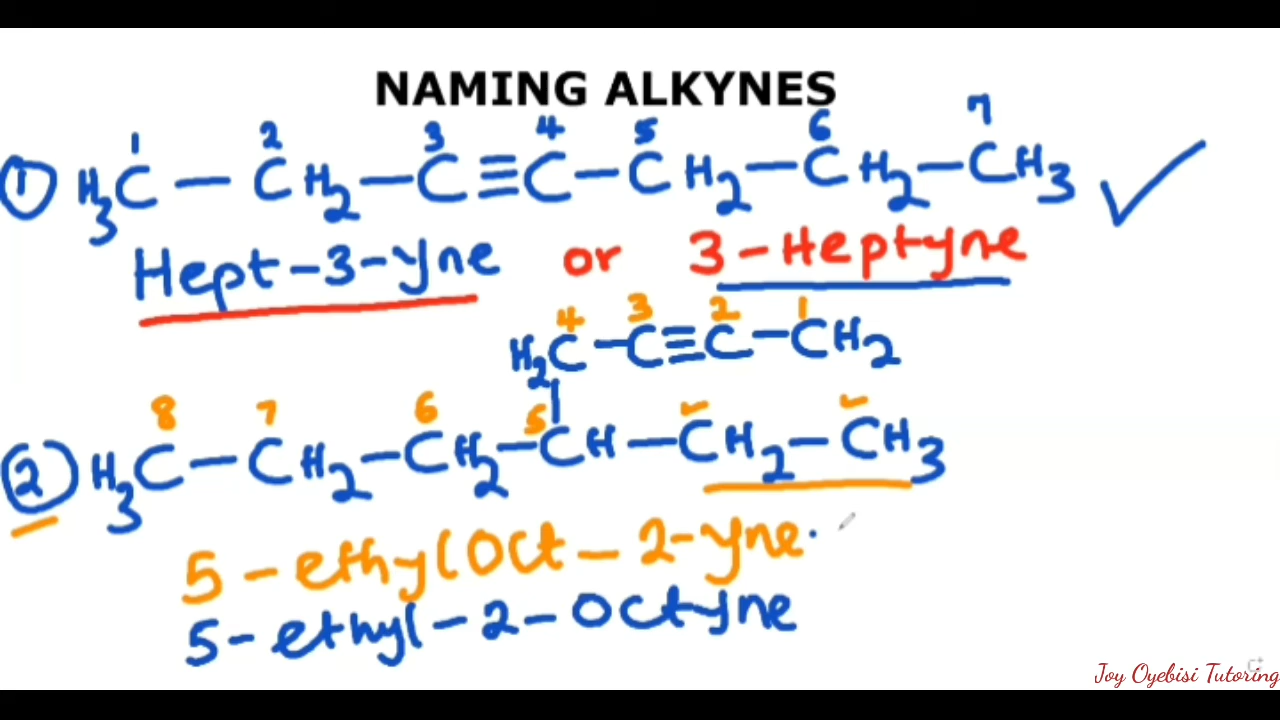 NAMING ALKYNES
1 2 3 4 5 6 7
① H₃C — CH₂ — C ≡ C — CH₂ — CH₂ — CH₃ ✓
Hept-3-yne or 3-Heptyne
4 3 2 1
H₂C — C ≡ C — CH₂
8 7 6 5 ✓ ✓
② H₃C — CH₂ — CH₂ — CH — CH₂ — CH₃
5-ethylOct-2-yne.
5-ethyl-2-Octyne
Joy Oyebisi Tutoring